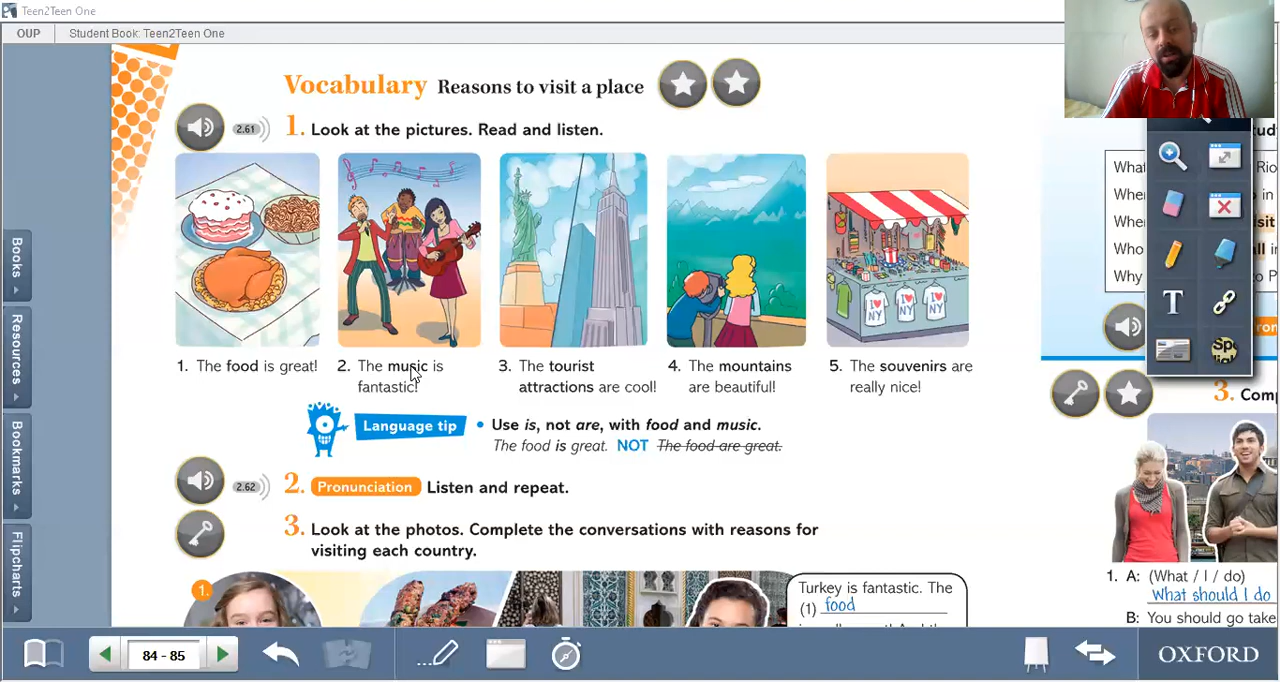 Teen2Teen One
OUP
Student Book: Teen2Teen One
Vocabulary Reasons to visit a place
2.61
1. Look at the pictures. Read and listen.
I ♥ NY
I ♥ NY
I ♥ NY
1. The food is great!
2. The music is
fantastic!
3. The tourist
attractions are cool!
4. The mountains
are beautiful!
5. The souvenirs are
really nice!
Language tip
• Use is, not are, with food and music.
The food is great. NOT The food are great.
2.62
2. Pronunciation Listen and repeat.
3. Look at the photos. Complete the conversations with reasons for
visiting each country.
1.
Turkey is fantastic. The
(1) food
Books
Resources
Bookmarks
Flipcharts
T
3. Com
1. A: (What / I / do)
What should I do
B: You should go take
84 - 85
OXFORD